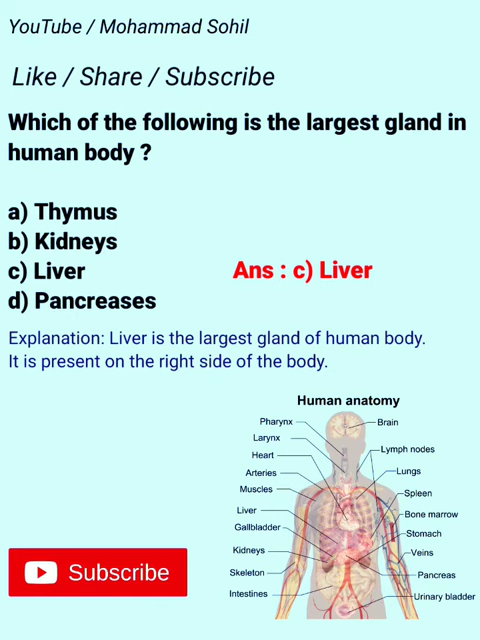 YouTube / Mohammad Sohil
Like / Share / Subscribe
Which of the following is the largest gland in
human body ?
a) Thymus
b) Kidneys
c) Liver
d) Pancreases
Ans : c) Liver
Explanation: Liver is the largest gland of human body.
It is present on the right side of the body.
Human anatomy
Pharynx
Larynx
Heart
Arteries
Muscles
Liver
Gallbladder
Kidneys
Skeleton
Intestines
Brain
Lymph nodes
Lungs
Spleen
Bone marrow
Stomach
Veins
Pancreas
Urinary bladder
Subscribe